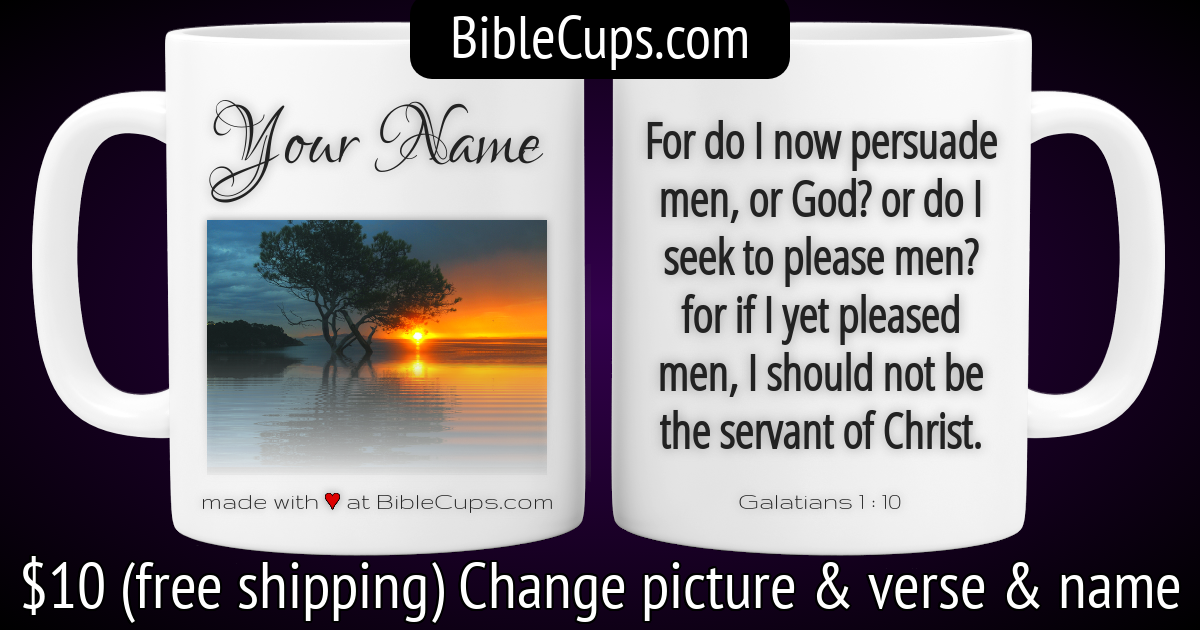 BibleCups.com
Your Name
made with ♥ at BibleCups.com
For do I now persuade
men, or God? or do I
seek to please men?
for if I yet pleased
men, I should not be
the servant of Christ.
Galatians 1 : 10
$10 (free shipping) Change picture & verse & name